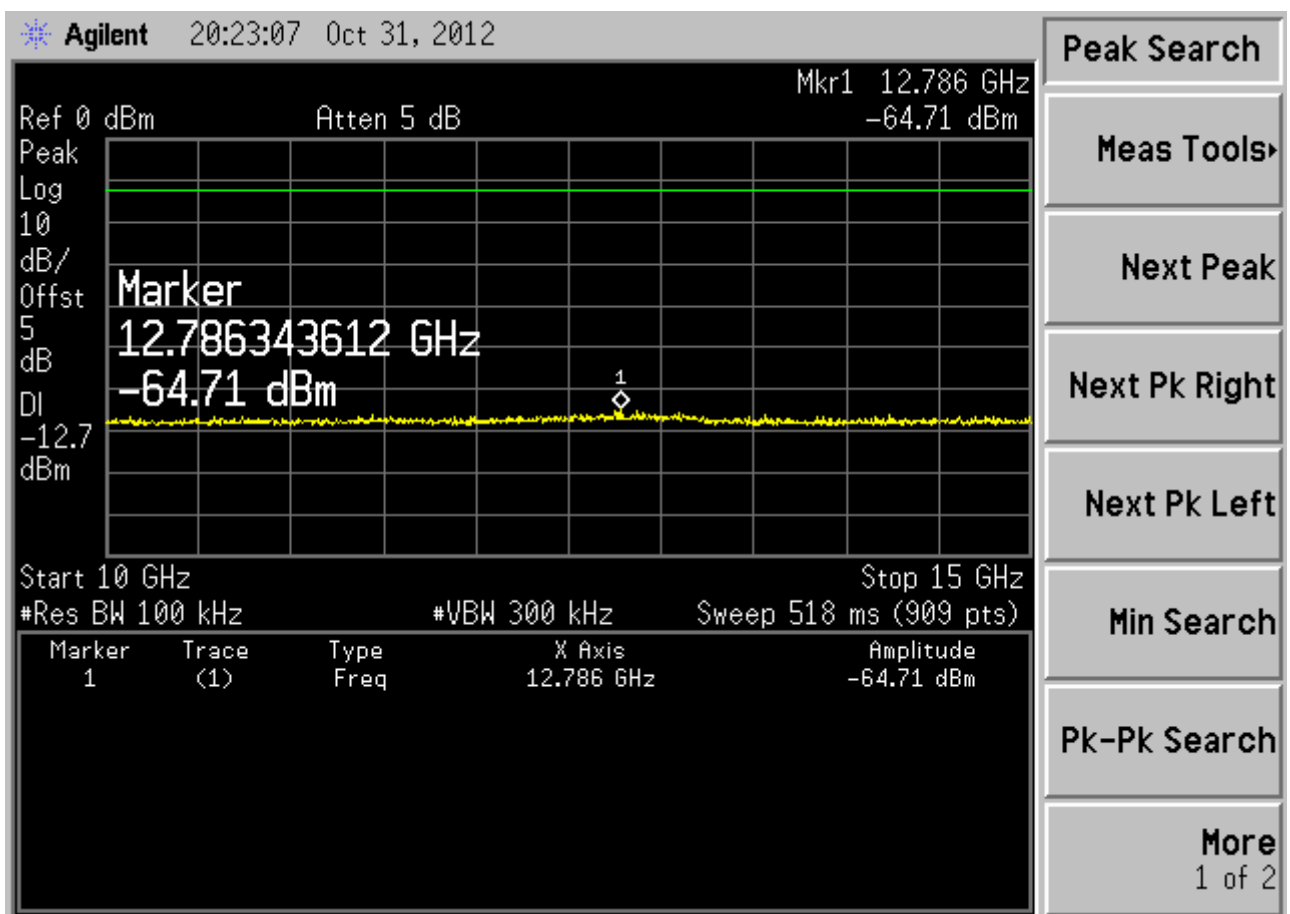 Agilent 20:23:07 Oct 31, 2012
Mkr1 12.786 GHz
Ref 0 dBm Atten 5 dB -64.71 dBm
Peak
Log
10
dB/
Offst
5
dB
DI
-12.7
dBm
Marker
12.786343612 GHz
-64.71 dBm
1
Start 10 GHz Stop 15 GHz
#Res BW 100 kHz #VBW 300 kHz Sweep 518 ms (909 pts)
Marker Trace Type X Axis Amplitude
1 (1) Freq 12.786 GHz -64.71 dBm
Peak Search
Meas Tools
Next Peak
Next Pk Right
Next Pk Left
Min Search
Pk-Pk Search
More
1 of 2